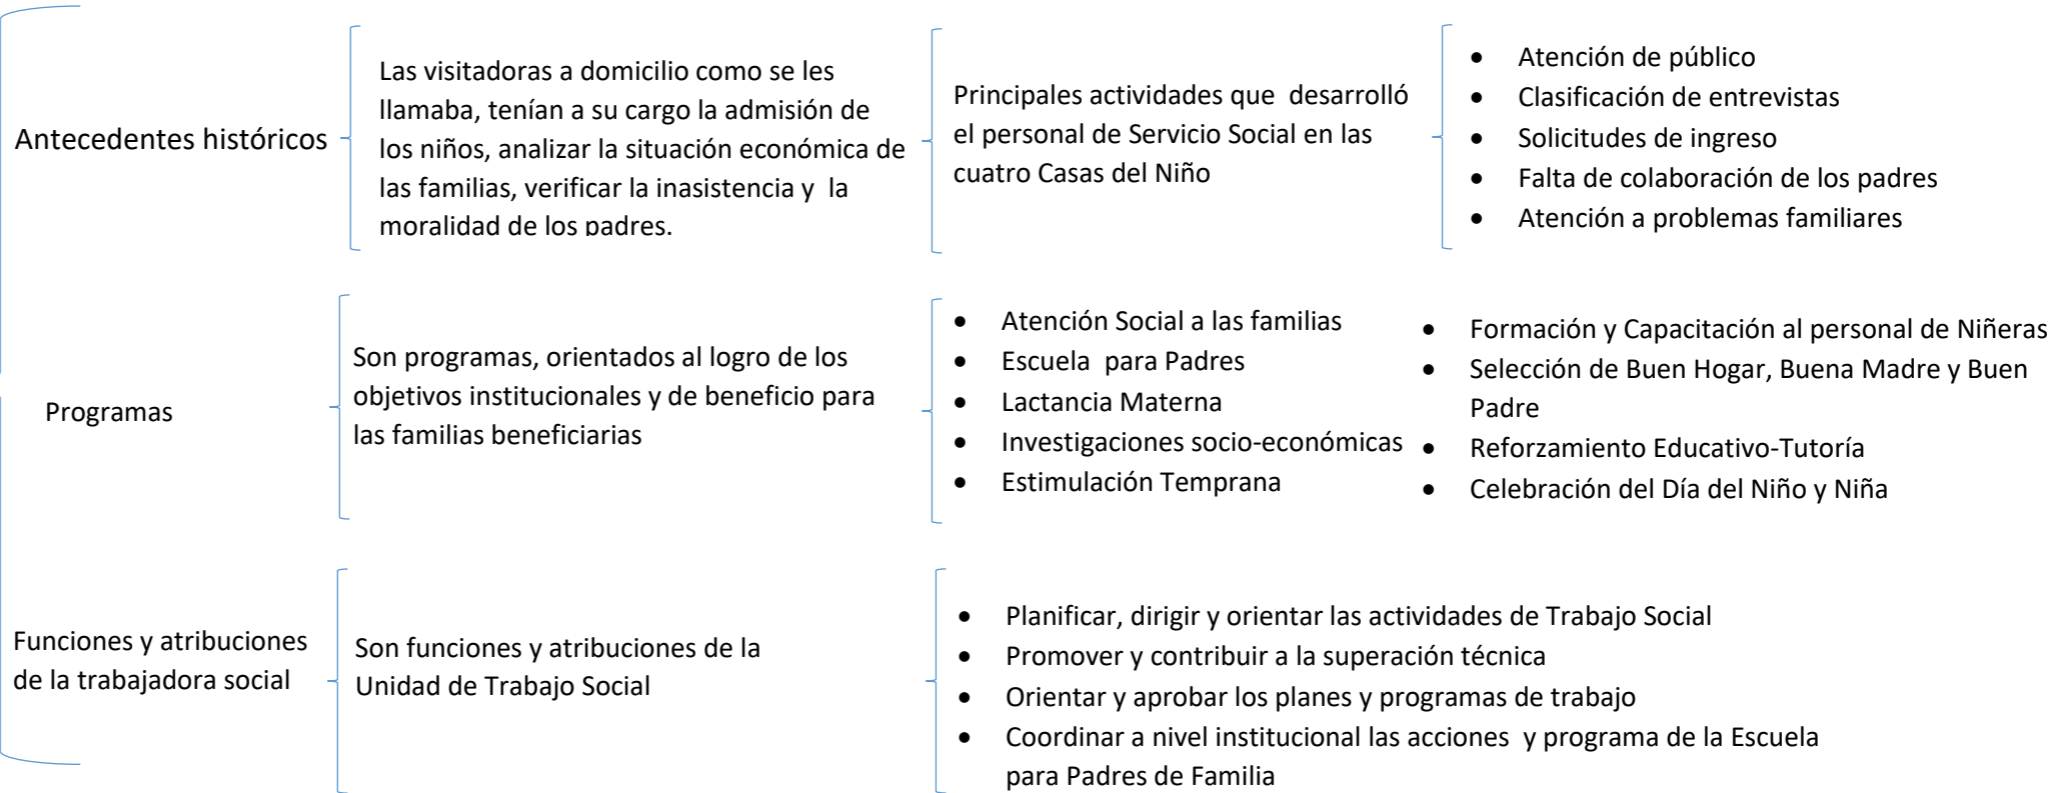 Antecedentes históricos
Las visitadoras a domicilio como se les
llamaba, tenían a su cargo la admisión de
los niños, analizar la situación económica de
las familias, verificar la inasistencia y  la
moralidad de los padres.
Principales actividades que  desarrolló
el personal de Servicio Social en las
cuatro Casas del Niño
• Atención de público
• Clasificación de entrevistas
• Solicitudes de ingreso
• Falta de colaboración de los padres
• Atención a problemas familiares
Programas
Son programas, orientados al logro de los
objetivos institucionales y de beneficio para
las familias beneficiarias
• Atención Social a las familias
• Escuela  para Padres
• Lactancia Materna
• Investigaciones socio-económicas
• Estimulación Temprana
• Formación y Capacitación al personal de Niñeras
• Selección de Buen Hogar, Buena Madre y Buen
Padre
• Reforzamiento Educativo-Tutoría
• Celebración del Día del Niño y Niña
Funciones y atribuciones
de la trabajadora social
Son funciones y atribuciones de la
Unidad de Trabajo Social
• Planificar, dirigir y orientar las actividades de Trabajo Social
• Promover y contribuir a la superación técnica
• Orientar y aprobar los planes y programas de trabajo
• Coordinar a nivel institucional las acciones  y programa de la Escuela
para Padres de Familia